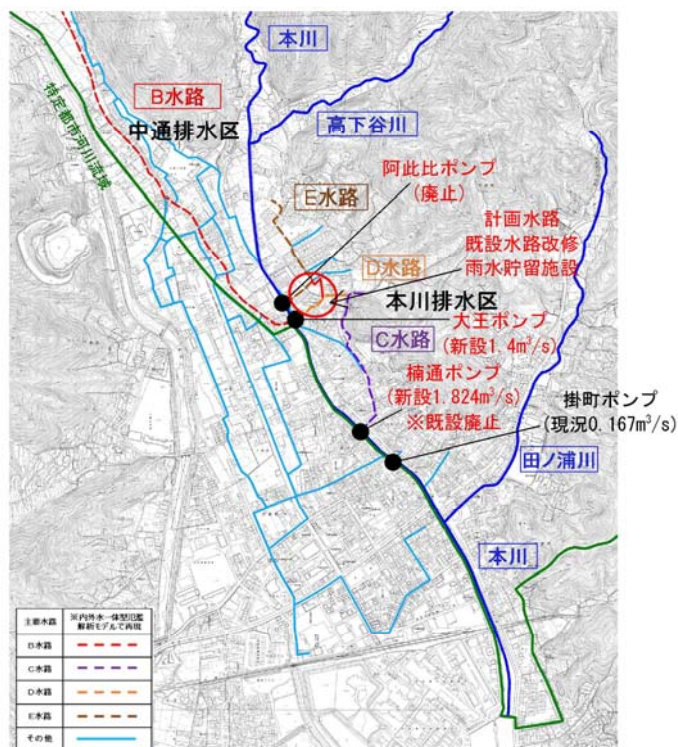 本川
B水路
中通排水区
高下谷川
特定都市河川流域
阿此比ポンプ
(廃止)
E水路
計画水路
既設水路改修
雨水貯留施設
D水路
本川排水区
大王ポンプ
(新設1.4m³/s)
C水路
楠通ポンプ
(新設1.824m³/s)
※既設廃止
掛町ポンプ
(現況0.167m³/s)
田ノ浦川
本川
主要水路
※内外水一体型氾濫
解析モデルで再現
B水路
C水路
D水路
E水路
その他